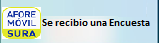 AFORE
MÓVIL
SURA
Se recibio una Encuesta